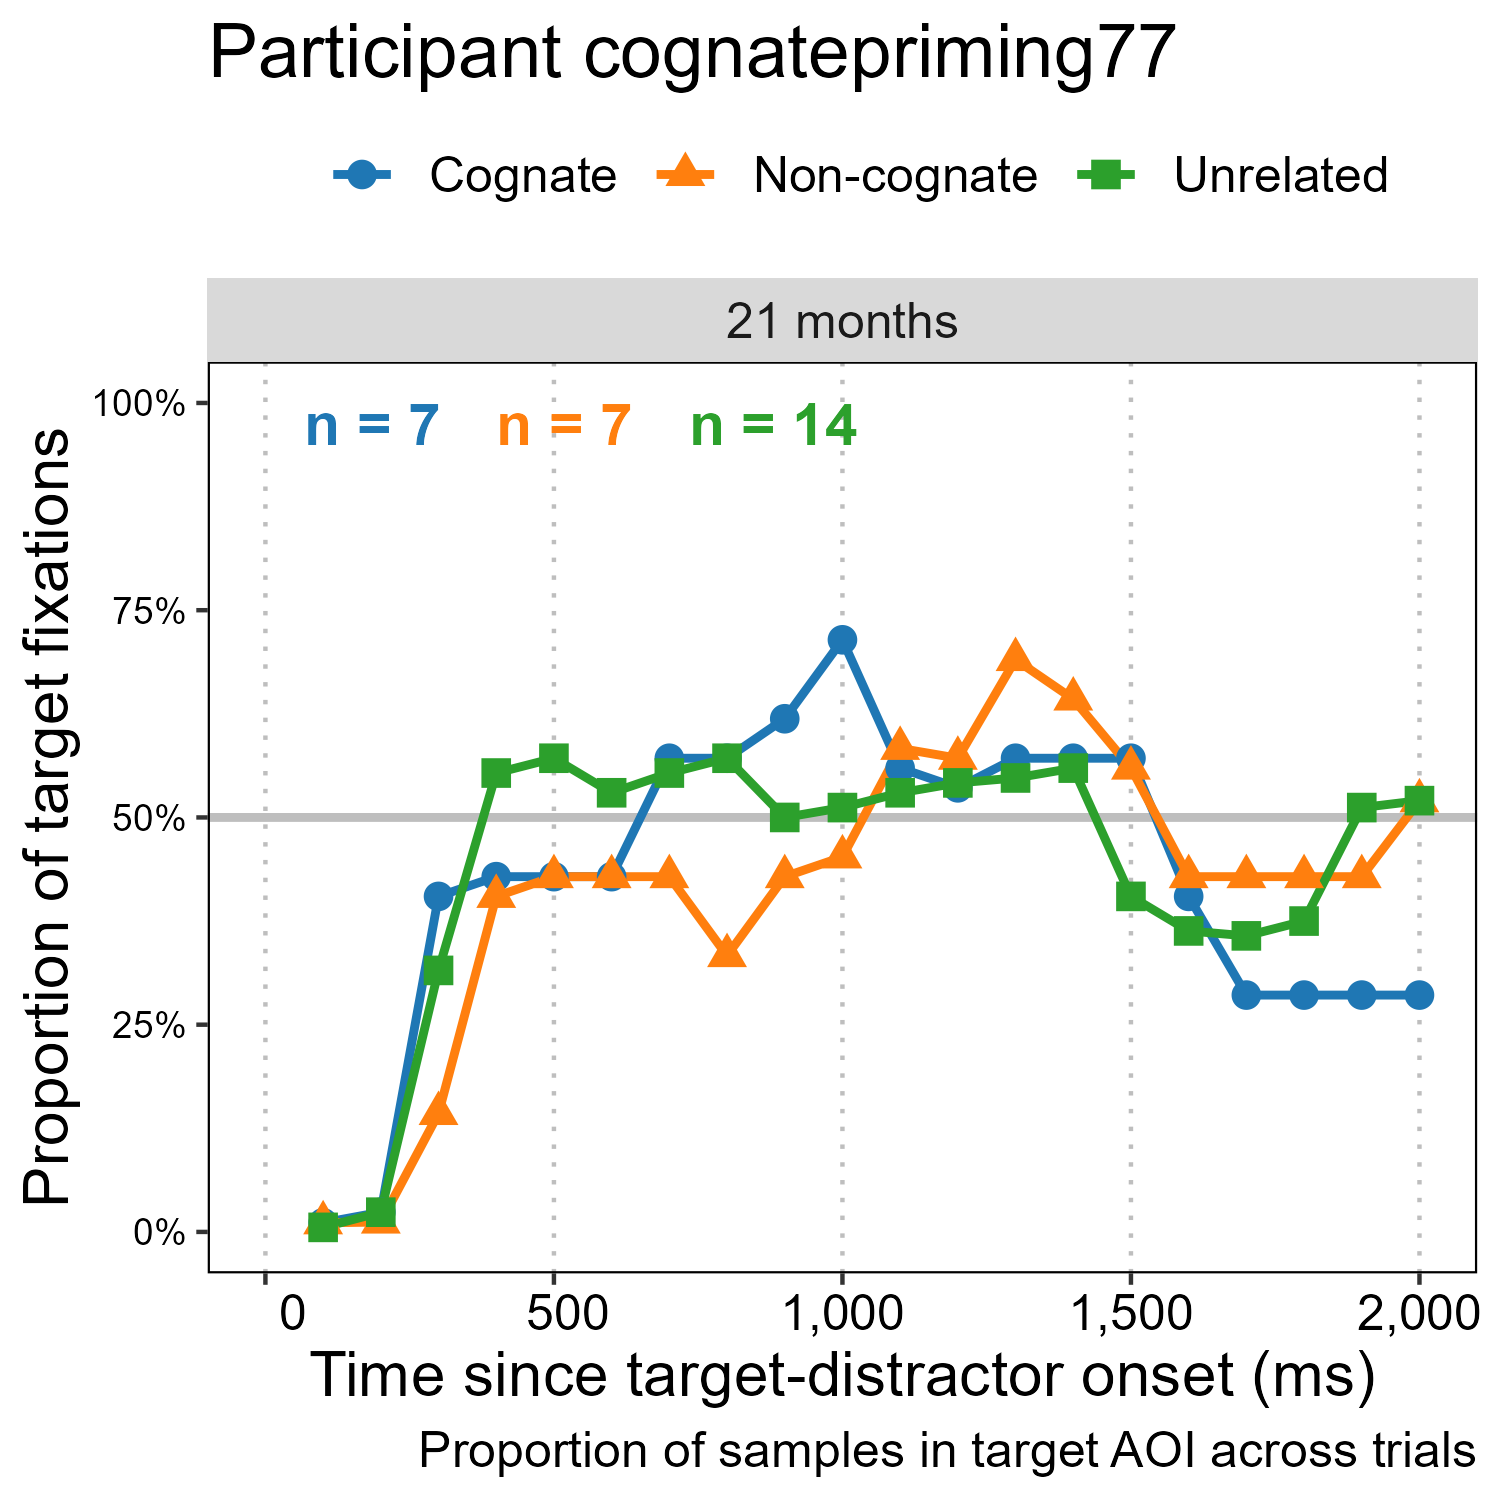 Participant cognatepriming77
Cognate Non-cognate Unrelated
21 months
n = 7 n = 7 n = 14
Proportion of target fixations
100%
75%
50%
25%
0%
0 500 1,000 1,500 2,000
Time since target-distractor onset (ms)
Proportion of samples in target AOI across trials